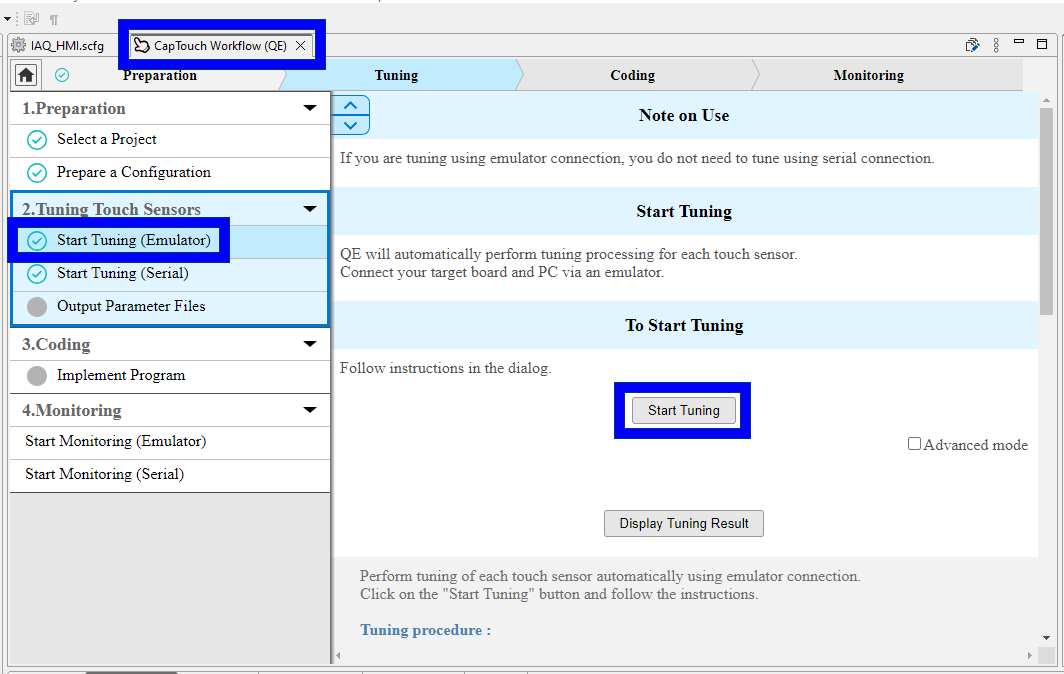 IAQ_HMI.scfg
CapTouch Workflow (QE)
Preparation
Tuning
Coding
Monitoring
1.Preparation
Select a Project
Prepare a Configuration
2.Tuning Touch Sensors
Start Tuning (Emulator)
Start Tuning (Serial)
Output Parameter Files
3.Coding
Implement Program
4.Monitoring
Start Monitoring (Emulator)
Start Monitoring (Serial)
Note on Use
If you are tuning using emulator connection, you do not need to tune using serial connection.
Start Tuning
QE will automatically perform tuning processing for each touch sensor.
Connect your target board and PC via an emulator.
To Start Tuning
Follow instructions in the dialog.
Start Tuning
Advanced mode
Display Tuning Result
Perform tuning of each touch sensor automatically using emulator connection.
Click on the "Start Tuning" button and follow the instructions.
Tuning procedure :